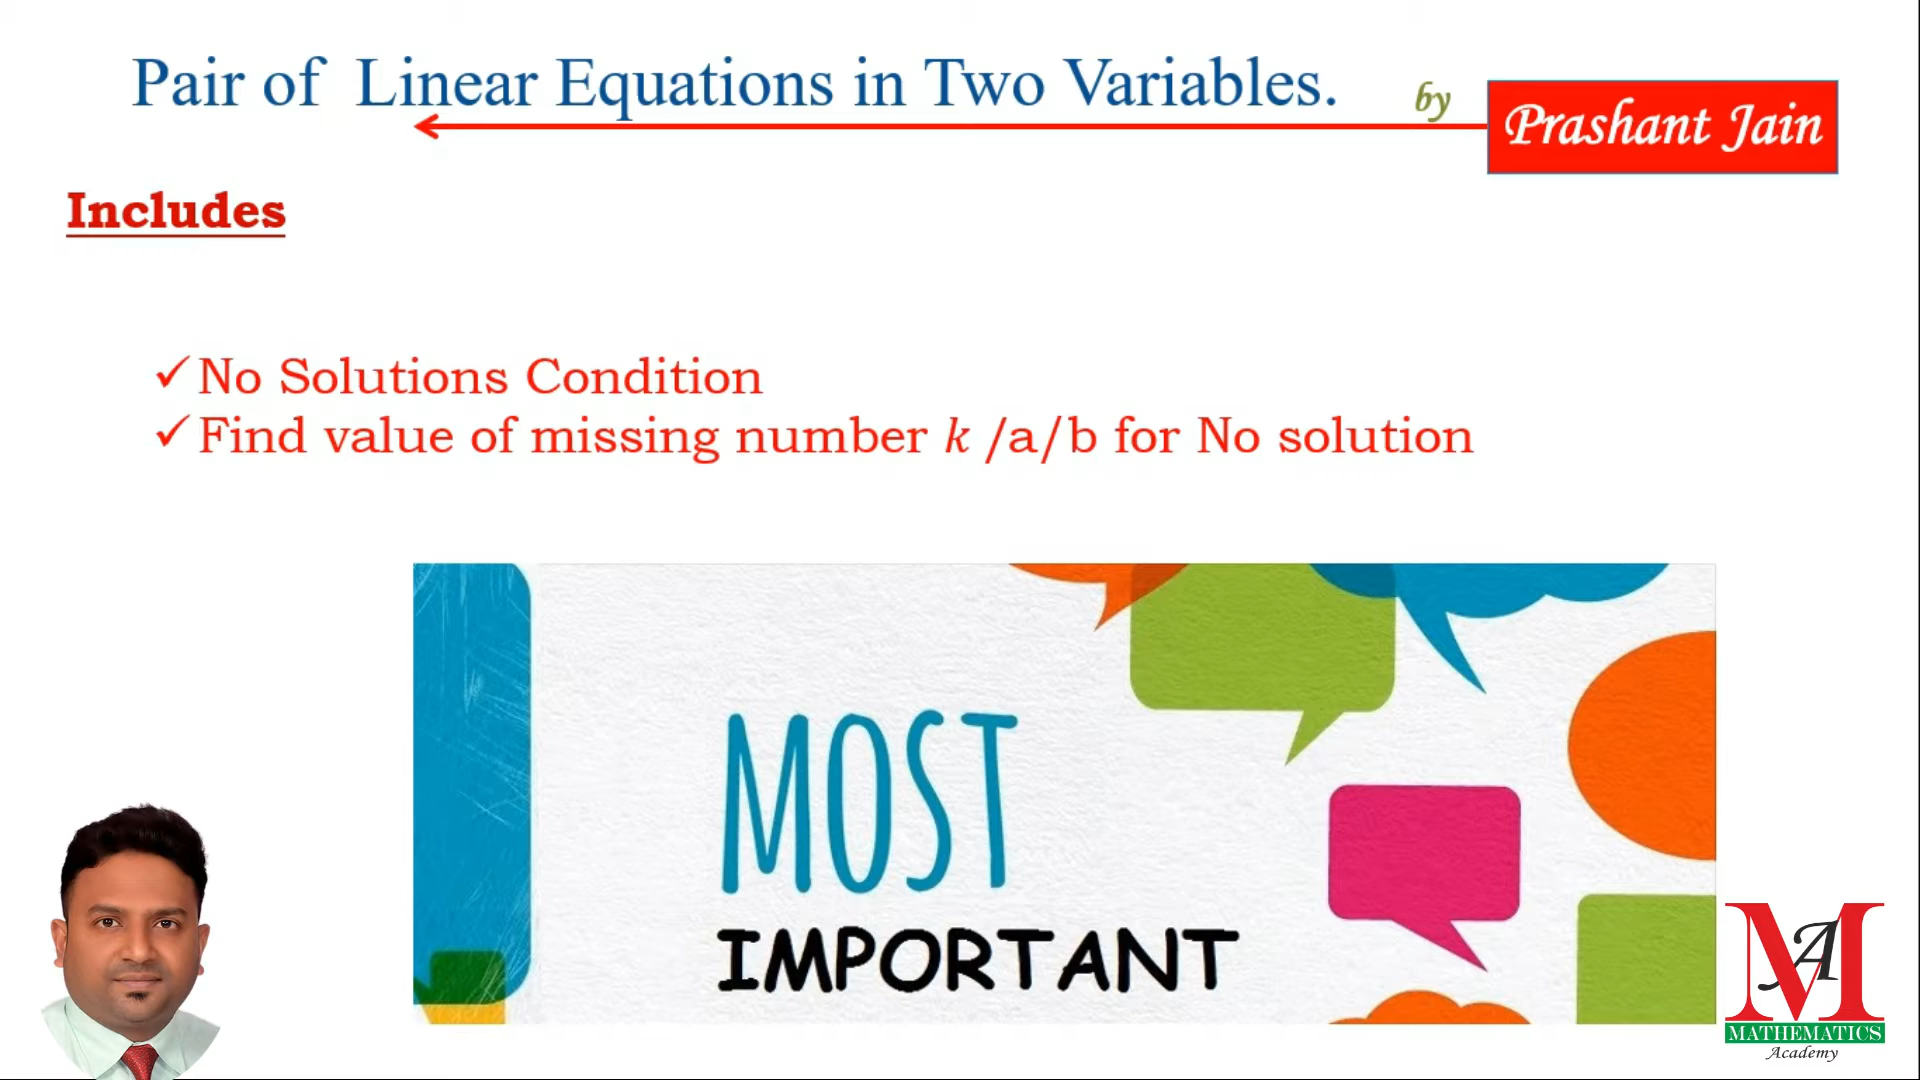 Pair of Linear Equations in Two Variables. by Prashant Jain
Includes
✓ No Solutions Condition
✓ Find value of missing number k /a/b for No solution
MOST
IMPORTANT
MA
MATHEMATICS
Academy